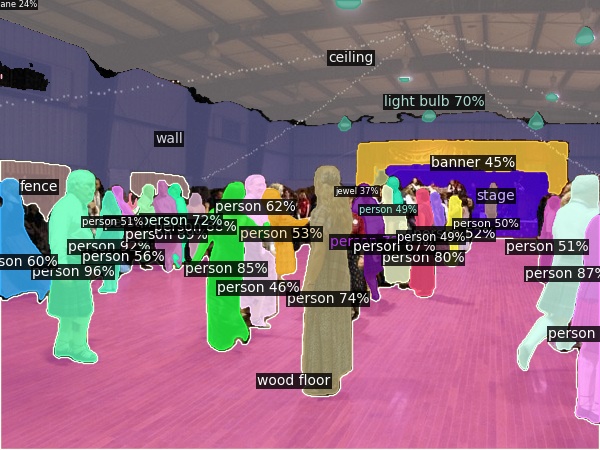 ane 24%
ceiling
light bulb 70%
wall
banner 45%
fence
jewel 37%
stage
person 62%
person 49%
person 51%
person 72%
person 50%
person 53%
person 49%
52%
person 92%
person 67%
person 51%
person 56%
person 80%
son 60%
person 96%
person 85%
person 87%
person 46%
person 74%
person
wood floor